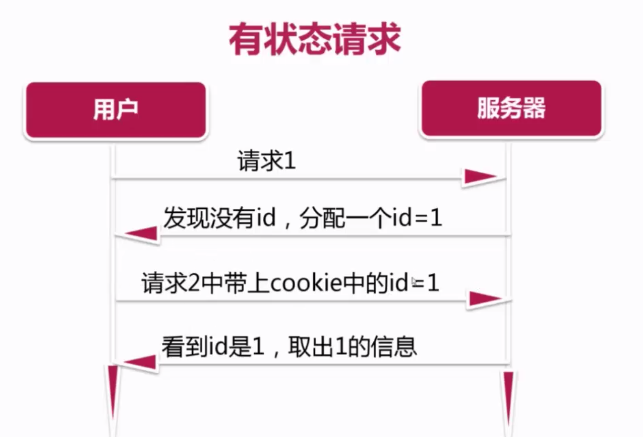 有状态请求
用户
服务器
请求1
发现没有id，分配一个id=1
请求2中带上cookie中的id=1
看到id是1，取出1的信息